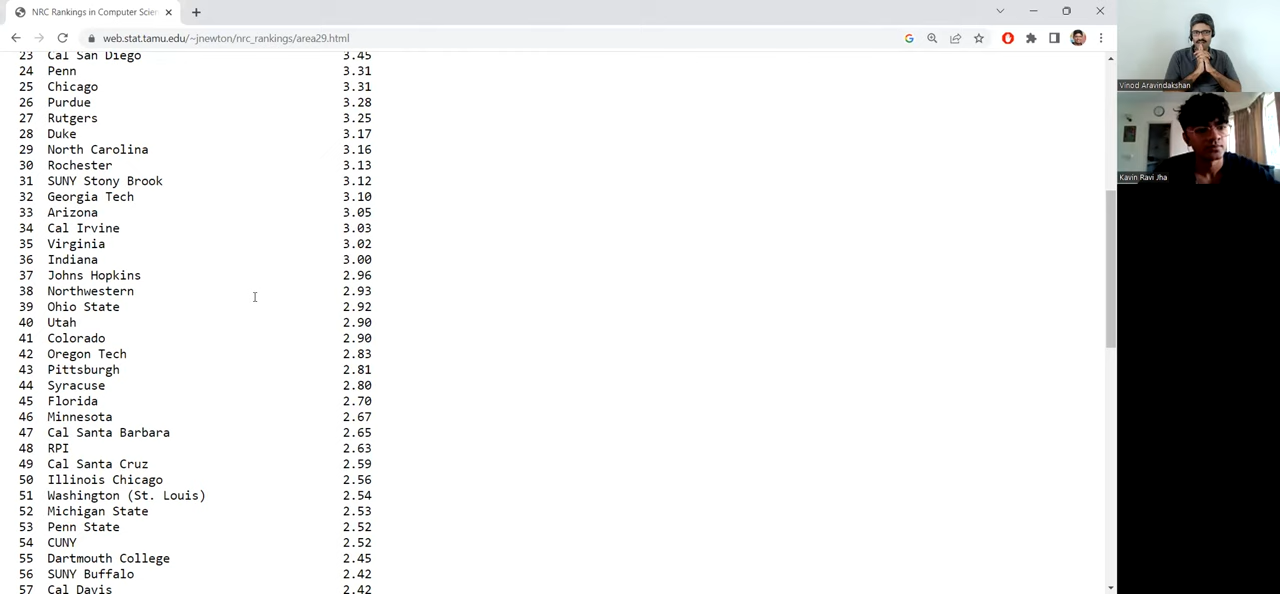 NRC Rankings in Computer Scien
web.stat.tamu.edu/~jnewton/nrc_rankings/area29.html
23 Cal San Diego 3.45
24 Penn 3.31
25 Chicago 3.31
26 Purdue 3.28
27 Rutgers 3.25
28 Duke 3.17
29 North Carolina 3.16
30 Rochester 3.13
31 SUNY Stony Brook 3.12
32 Georgia Tech 3.10
33 Arizona 3.05
34 Cal Irvine 3.03
35 Virginia 3.02
36 Indiana 3.00
37 Johns Hopkins 2.96
38 Northwestern 2.93
39 Ohio State 2.92
40 Utah 2.90
41 Colorado 2.90
42 Oregon Tech 2.83
43 Pittsburgh 2.81
44 Syracuse 2.80
45 Florida 2.70
46 Minnesota 2.67
47 Cal Santa Barbara 2.65
48 RPI 2.63
49 Cal Santa Cruz 2.59
50 Illinois Chicago 2.56
51 Washington (St. Louis) 2.54
52 Michigan State 2.53
53 Penn State 2.52
54 CUNY 2.52
55 Dartmouth College 2.45
56 SUNY Buffalo 2.42
57 Cal Davis 2.42
Vinod Aravindakshan
Kavin Ravi Jha